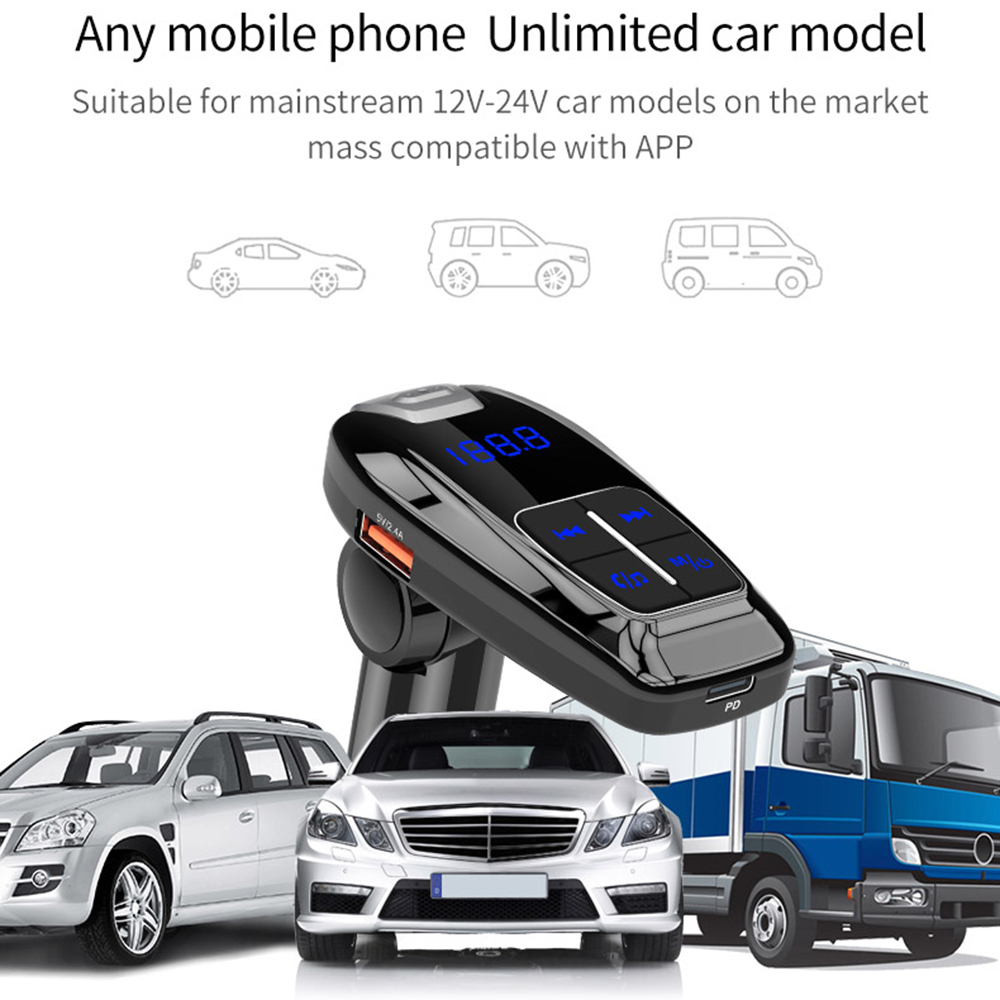 Any mobile phone Unlimited car model
Suitable for mainstream 12V-24V car models on the market
mass compatible with APP
188.8
5V/2.4A
M/
PD